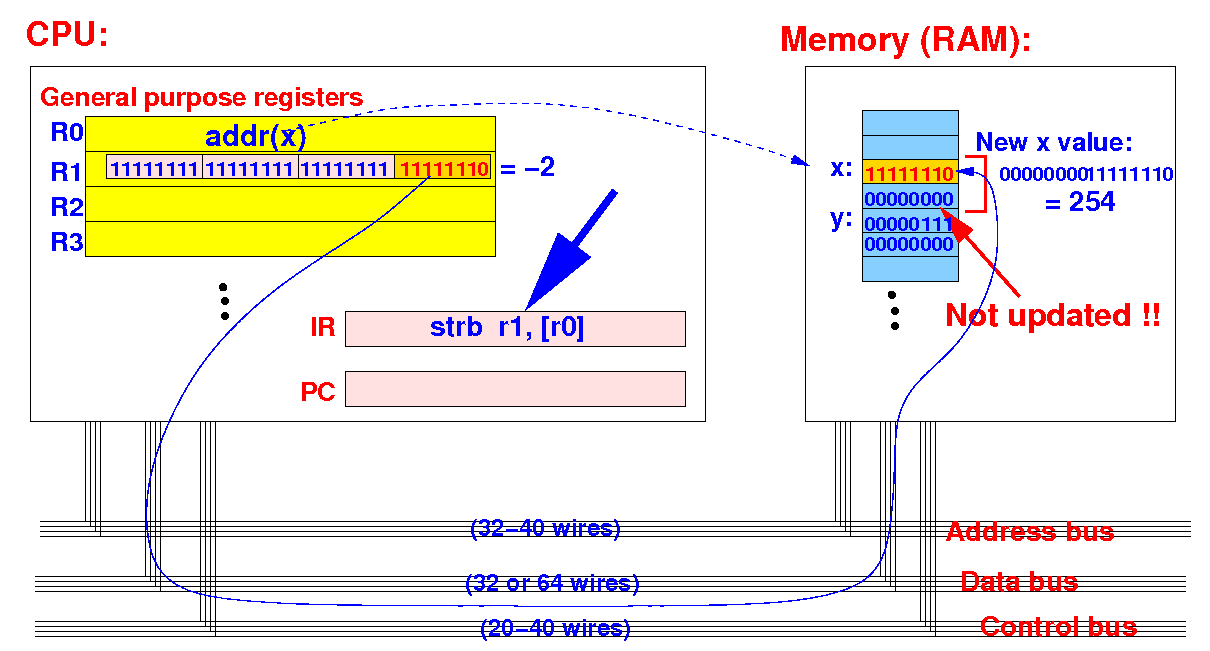 CPU:
Memory (RAM):
General purpose registers
R0 addr(x)
R1 11111111 11111111 11111111 11111110 = −2
R2
R3
IR strb r1, [r0]
PC
New x value:
x: 11111110 0000000011111110
00000000 = 254
y: 00000111
00000000
Not updated !!
(32−40 wires) Address bus
(32 or 64 wires) Data bus
(20−40 wires) Control bus